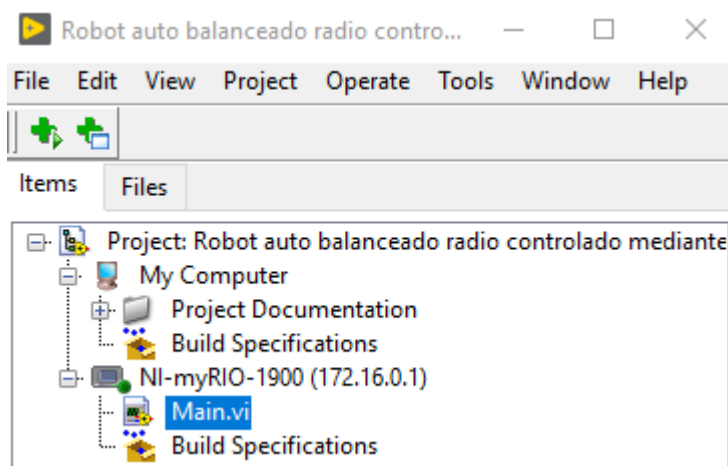 Robot auto balanceado radio contro...
File Edit View Project Operate Tools Window Help
Items Files
Project: Robot auto balanceado radio controlado mediante
My Computer
Project Documentation
Build Specifications
NI-myRIO-1900 (172.16.0.1)
Main.vi
Build Specifications